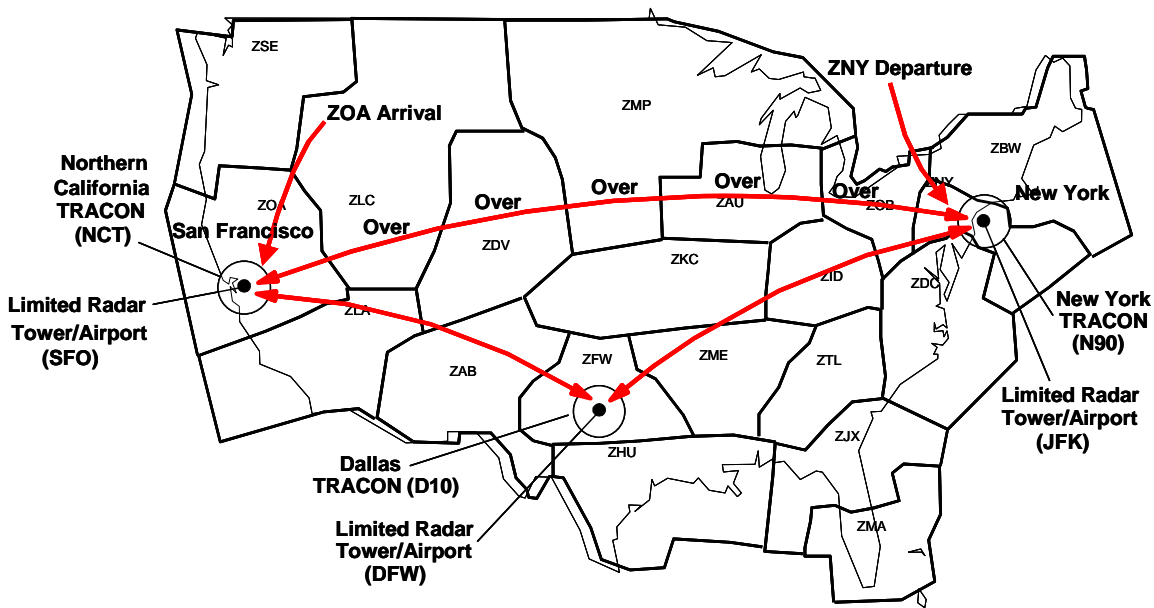 ZSE
ZNY Departure
ZMP
ZOA Arrival
ZBW
Northern
California
TRACON
(NCT)
ZNY
Over
Over
Over
New York
ZOA
ZLC
Over
Over
ZAU
ZOB
San Francisco
ZDV
ZKC
ZID
ZDC
Limited Radar
Tower/Airport
(SFO)
ZLA
New York
TRACON
(N90)
ZAB
ZFW
ZME
ZTL
Limited Radar
Tower/Airport
(JFK)
ZJX
ZHU
Dallas
TRACON (D10)
Limited Radar
Tower/Airport
(DFW)
ZMA